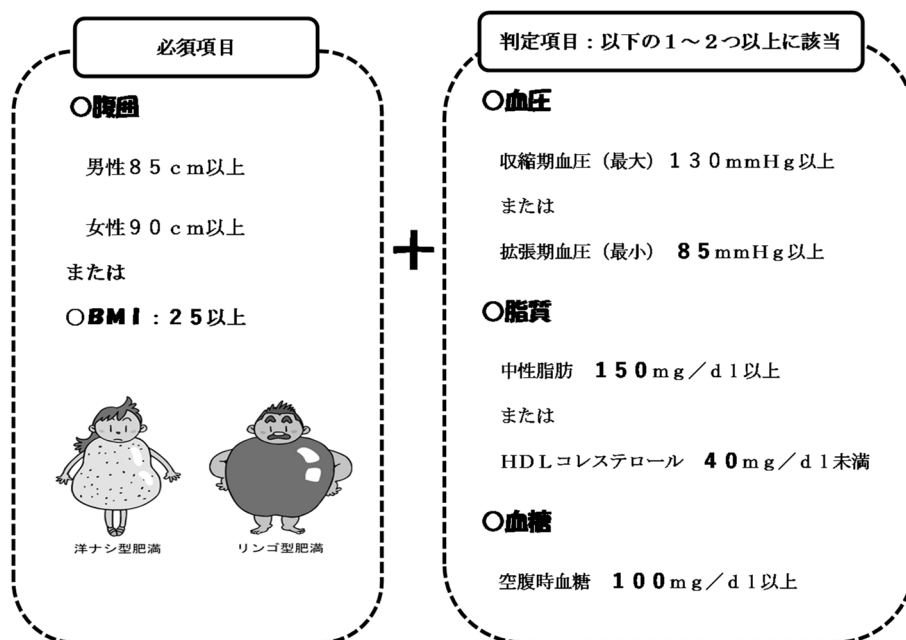 必須項目
○腹囲
男性85cm以上
女性90cm以上
または
○BMI:25以上
洋ナシ型肥満
リンゴ型肥満
+
判定項目:以下の1~2つ以上に該当
○血圧
収縮期血圧(最大)130mmHg以上
または
拡張期血圧(最小) 85mmHg以上
○脂質
中性脂肪 150mg/dl以上
または
HDLコレステロール 40mg/dl未満
○血糖
空腹時血糖 100mg/dl以上